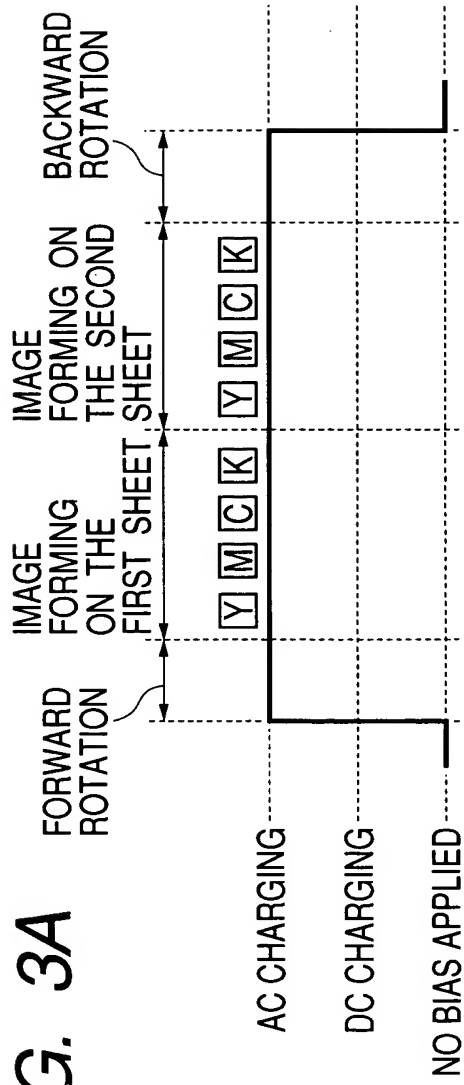 G. 3A
FORWARD
ROTATION
IMAGE
FORMING
ON THE
FIRST SHEET
IMAGE
FORMING ON
THE SECOND
SHEET
BACKWARD
ROTATION
Y M C K Y M C K
AC CHARGING
DC CHARGING
NO BIAS APPLIED